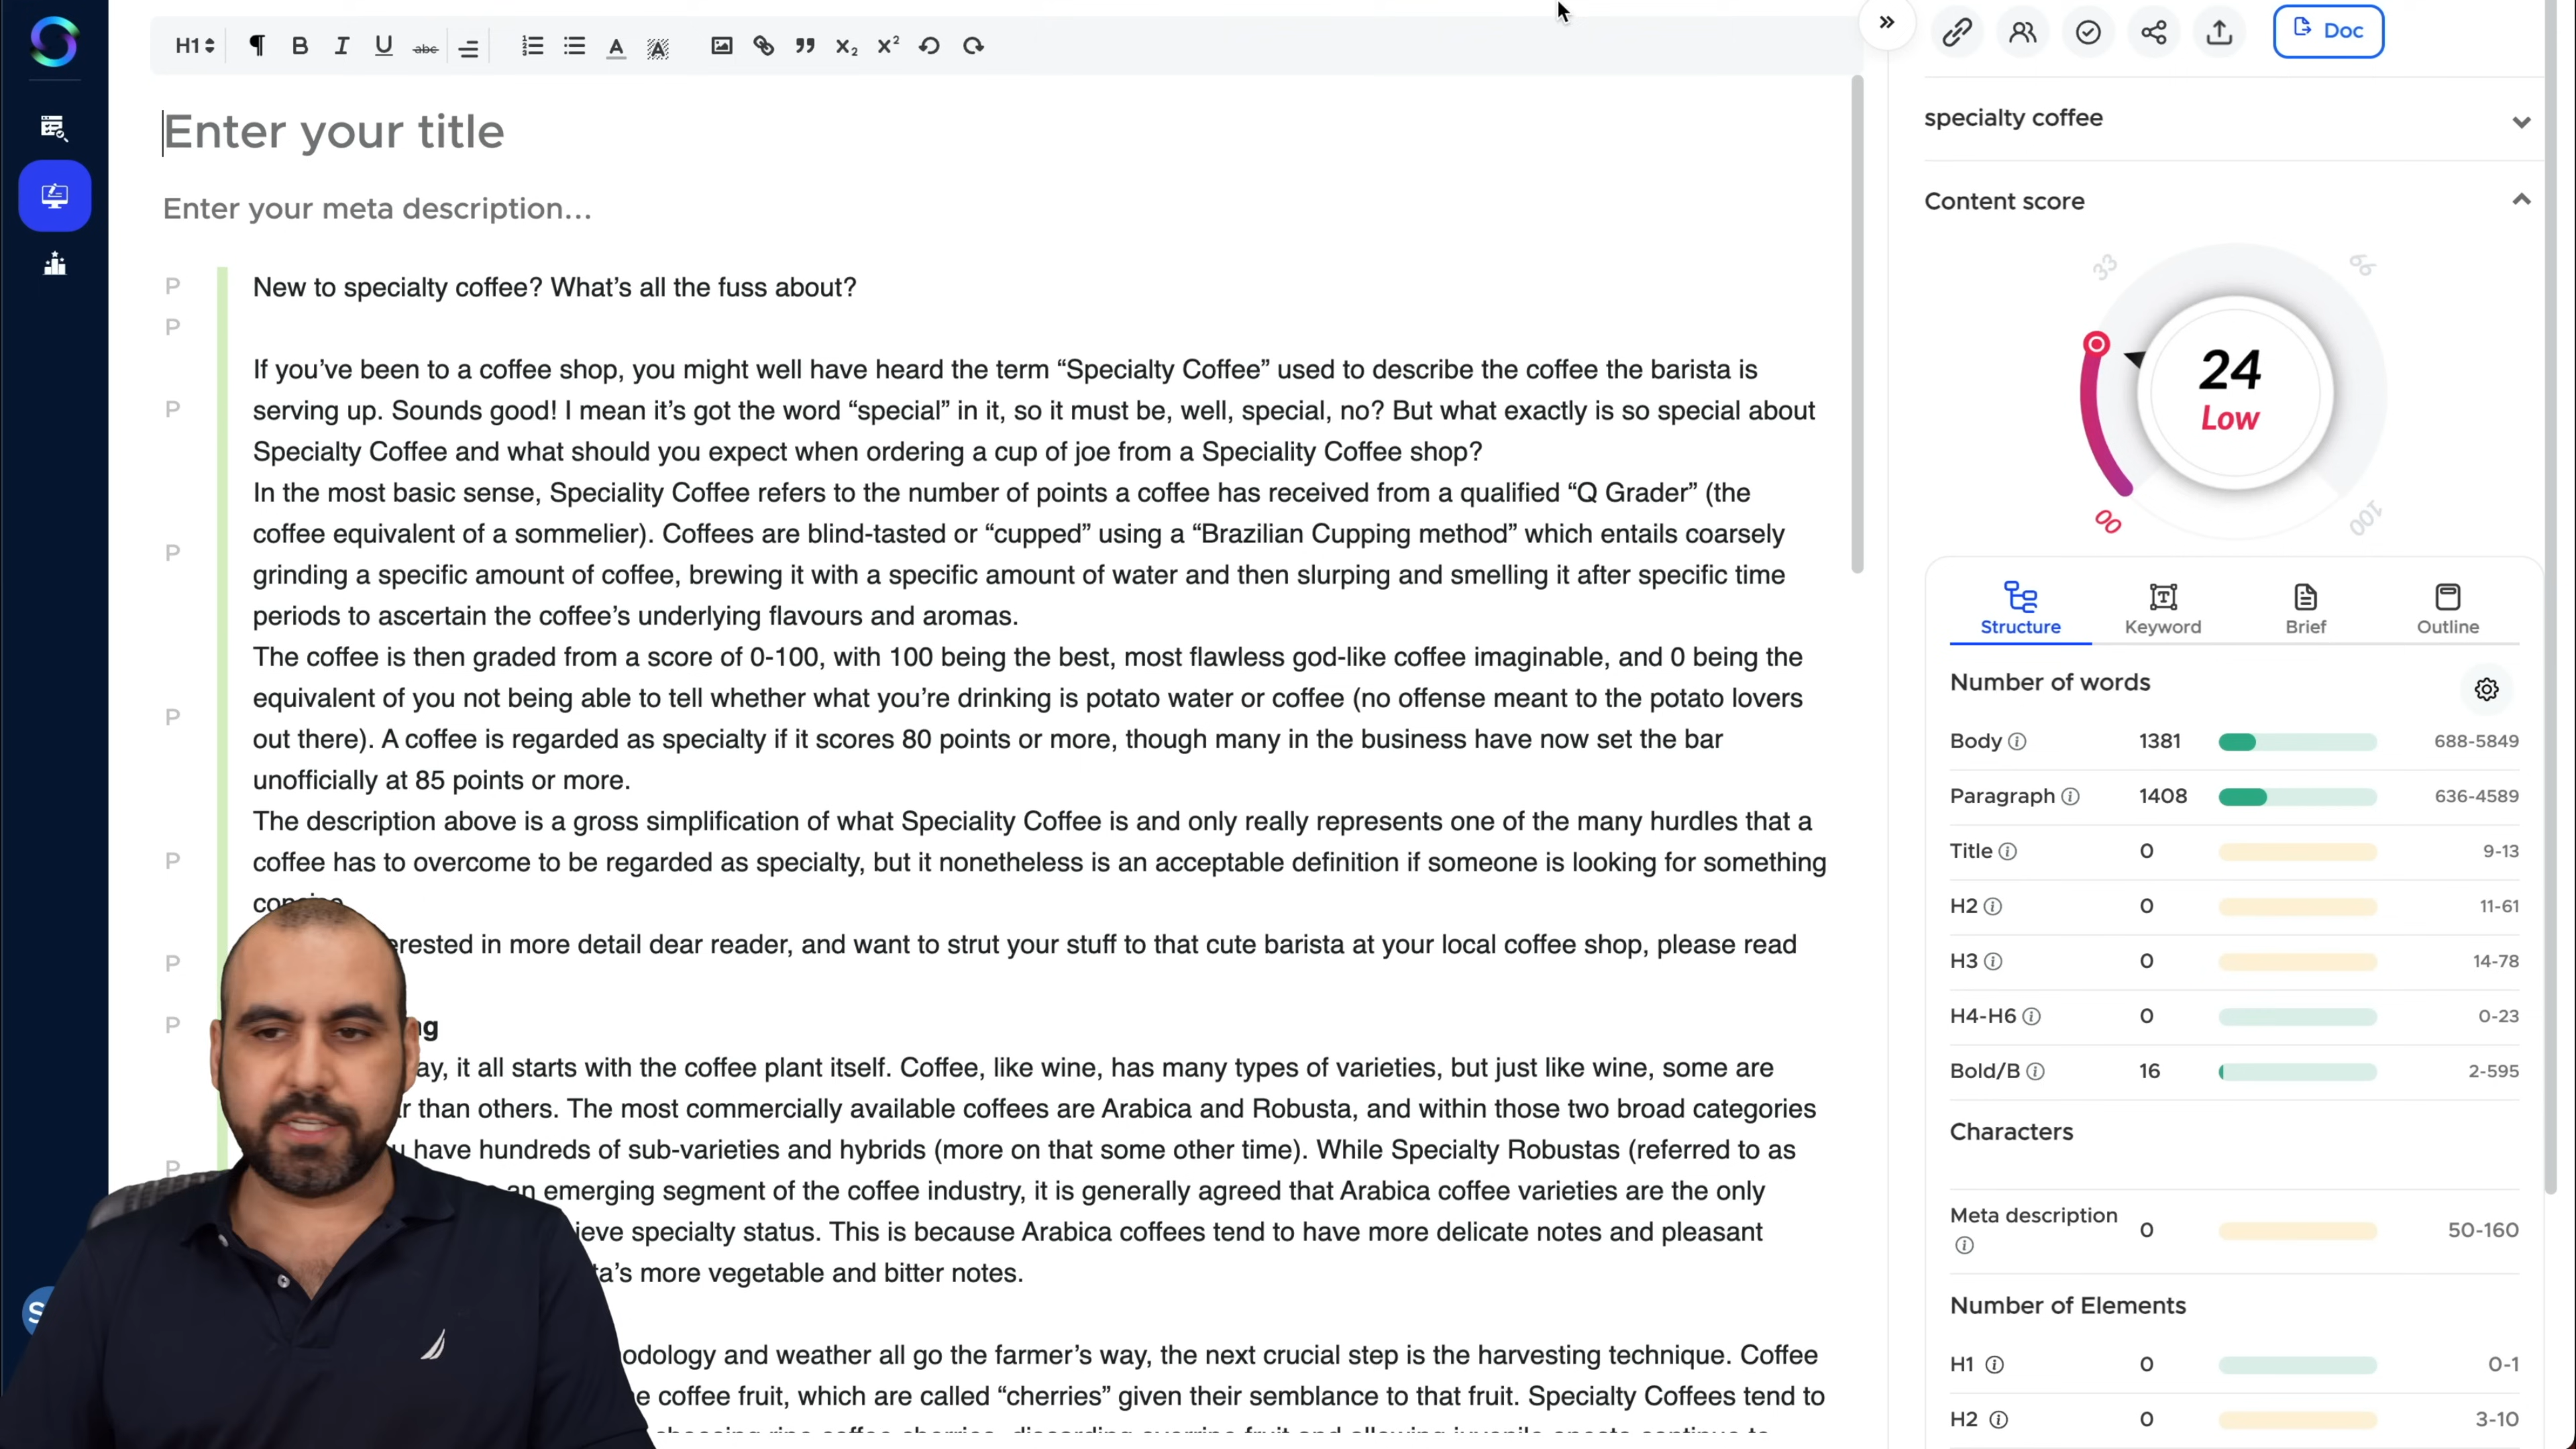 H1
B I U abc
A A
X₂ X²
Doc
Enter your title
Enter your meta description...
P New to specialty coffee? What's all the fuss about?
P
If you've been to a coffee shop, you might well have heard the term “Specialty Coffee” used to describe the coffee the barista is
P serving up. Sounds good! I mean it's got the word “special” in it, so it must be, well, special, no? But what exactly is so special about
Specialty Coffee and what should you expect when ordering a cup of joe from a Speciality Coffee shop?
In the most basic sense, Speciality Coffee refers to the number of points a coffee has received from a qualified “Q Grader” (the
coffee equivalent of a sommelier). Coffees are blind-tasted or “cupped” using a “Brazilian Cupping method” which entails coarsely
P
grinding a specific amount of coffee, brewing it with a specific amount of water and then slurping and smelling it after specific time
periods to ascertain the coffee's underlying flavours and aromas.
The coffee is then graded from a score of 0-100, with 100 being the best, most flawless god-like coffee imaginable, and 0 being the
equivalent of you not being able to tell whether what you're drinking is potato water or coffee (no offense meant to the potato lovers
P
out there). A coffee is regarded as specialty if it scores 80 points or more, though many in the business have now set the bar
unofficially at 85 points or more.
The description above is a gross simplification of what Speciality Coffee is and only really represents one of the many hurdles that a
P coffee has to overcome to be regarded as specialty, but it nonetheless is an acceptable definition if someone is looking for something
erested in more detail dear reader, and want to strut your stuff to that cute barista at your local coffee shop, please read
P
P ng
ay, it all starts with the coffee plant itself. Coffee, like wine, has many types of varieties, but just like wine, some are
r than others. The most commercially available coffees are Arabica and Robusta, and within those two broad categories
have hundreds of sub-varieties and hybrids (more on that some other time). While Specialty Robustas (referred to as
P
an emerging segment of the coffee industry, it is generally agreed that Arabica coffee varieties are the only
ieve specialty status. This is because Arabica coffees tend to have more delicate notes and pleasant
ta's more vegetable and bitter notes.
odology and weather all go the farmer's way, the next crucial step is the harvesting technique. Coffee
e coffee fruit, which are called “cherries” given their semblance to that fruit. Specialty Coffees tend to
S
specialty coffee
Content score
33
66
24
Low
00
100
Structure Keyword Brief Outline
Number of words
Body 1381 688-5849
Paragraph 1408 636-4589
Title 0 9-13
H2 0 11-61
H3 0 14-78
H4-H6 0 0-23
Bold/B 16 2-595
Characters
Meta description 0 50-160
Number of Elements
H1 0 0-1
H2 0 3-10